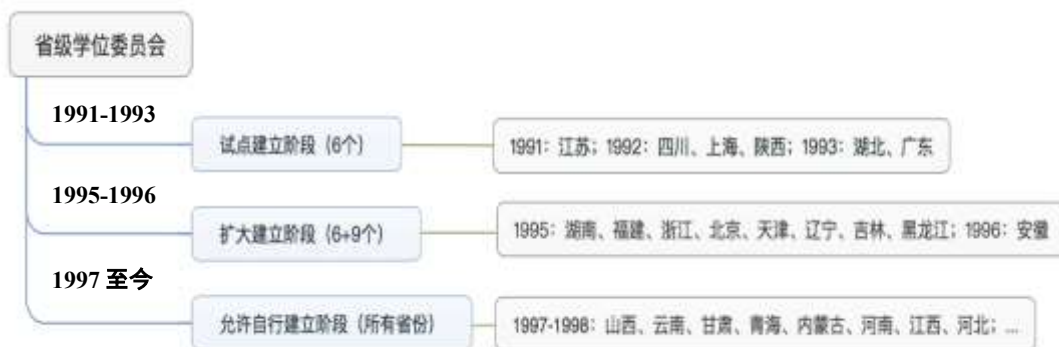 省级学位委员会
1991-1993
试点建立阶段（6个）
1991：江苏；1992：四川、上海、陕西；1993：湖北、广东
1995-1996
扩大建立阶段（6+9个）
1995：湖南、福建、浙江、北京、天津、辽宁、吉林、黑龙江；1996：安徽
1997 至今
允许自行建立阶段（所有省份）
1997-1998：山西、云南、甘肃、青海、内蒙古、河南、江西、河北；...